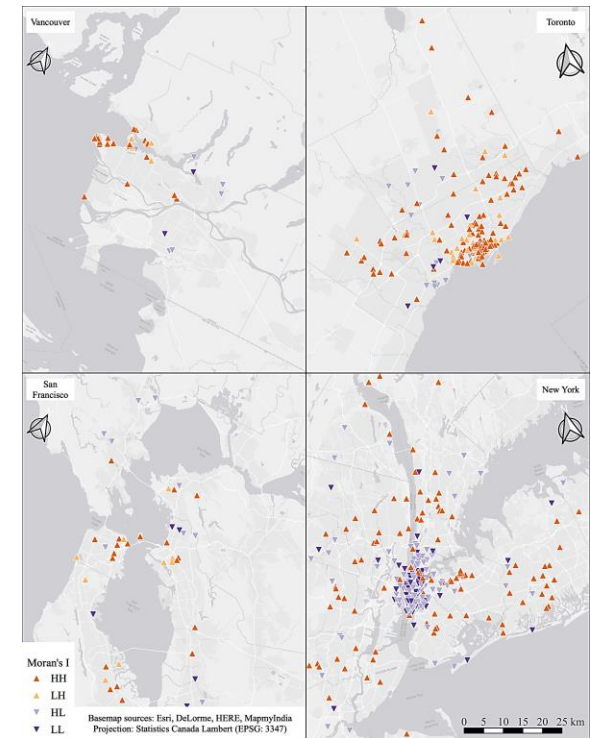 Vancouver
Toronto
San
Francisco
New York
Moran's I
HH
LH
HL
LL
Basemap sources: Esri, DeLorme, HERE, MapmyIndia
Projection: Statistics Canada Lambert (EPSG: 3347)
0 5 10 15 20 25 km